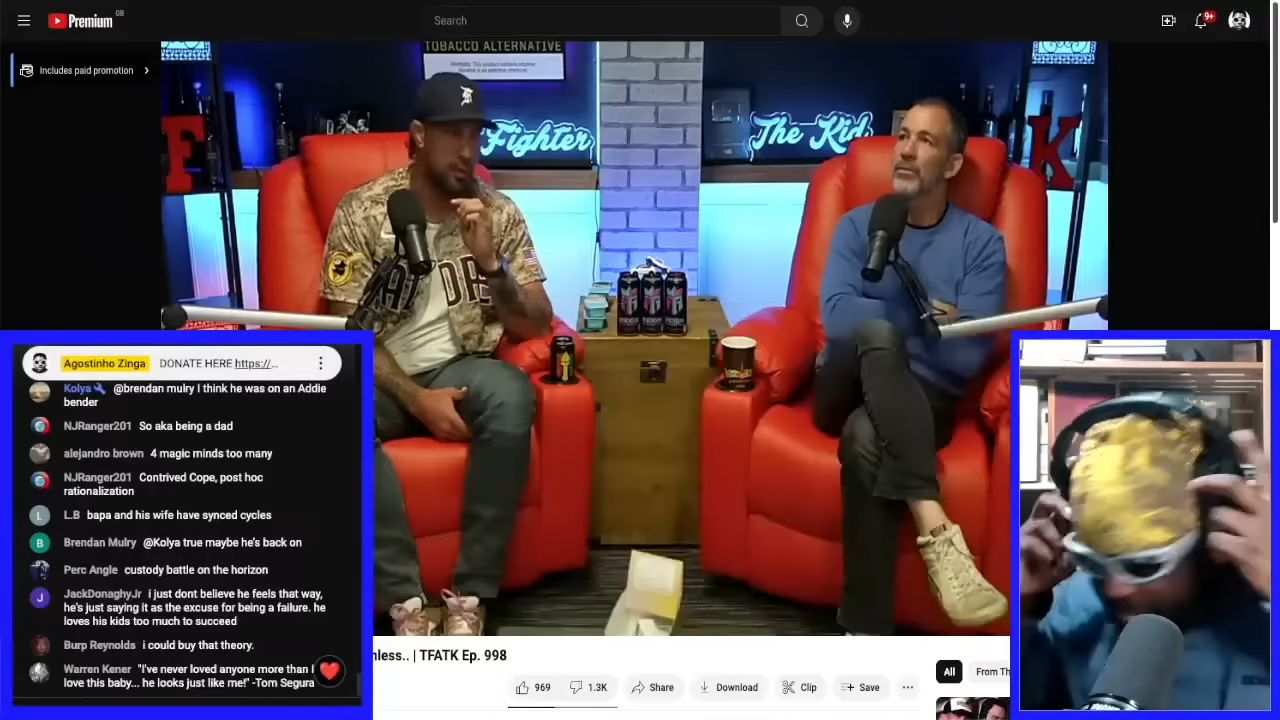 Premium GB
Search
9+
Includes paid promotion
TOBACCO ALTERNATIVE
Fighter
The Kid
F
K
Agostinho Zinga DONATE HERE https://...
Kolya @brendan mulry I think he was on an Addie
bender
NJRanger201 So aka being a dad
alejandro brown 4 magic minds too many
NJRanger201 Contrived Cope, post hoc
rationalization
L L.B bapa and his wife have synced cycles
B Brendan Mulry @Kolya true maybe he's back on
Perc Angle custody battle on the horizon
J JackDonaghyJr i just dont believe he feels that way,
he's just saying it as the excuse for being a failure. he
loves his kids too much to succeed
Burp Reynolds i could buy that theory.
Warren Kener "I've never loved anyone more than I
love this baby... he looks just like me!" -Tom Segura
nless.. | TFATK Ep. 998
969
1.3K
Share
Download
Clip
Save
All
From Th